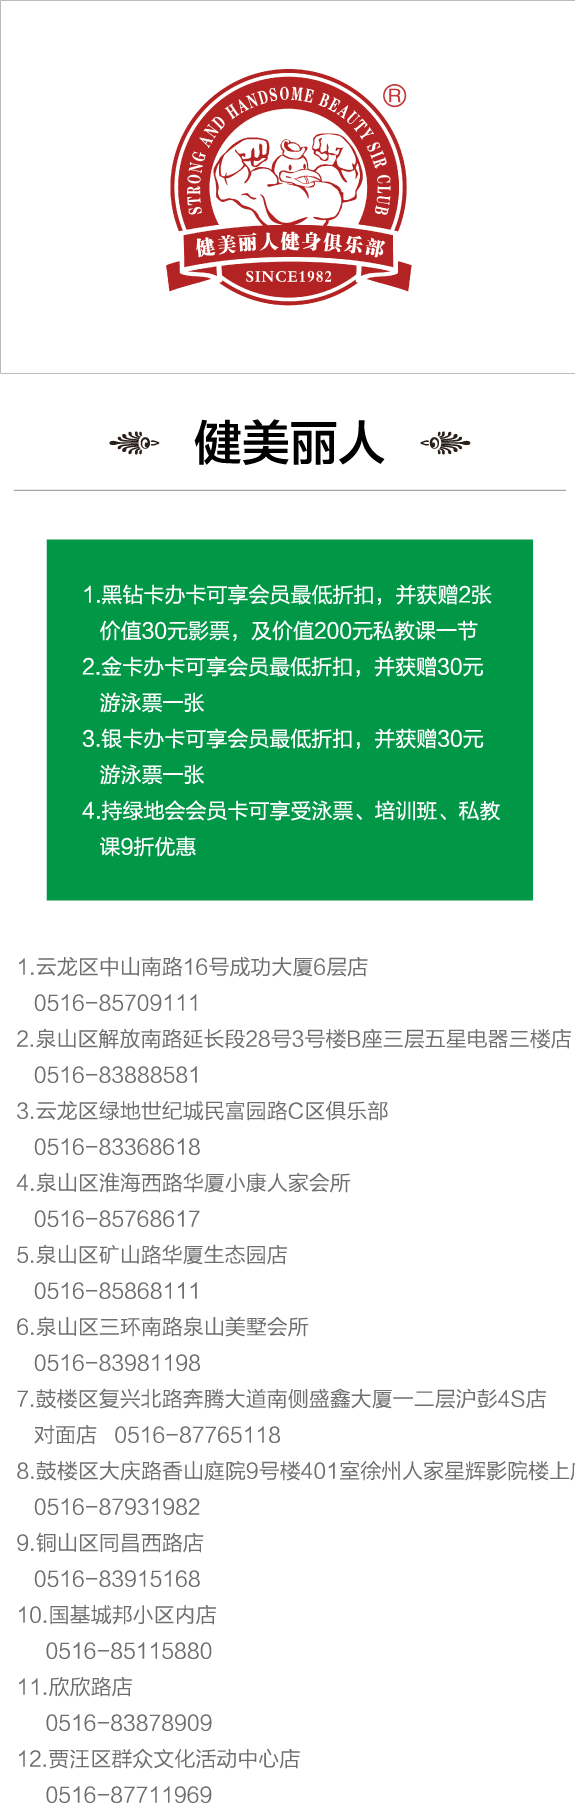 STRONG AND HANDSOME BEAUTY SIR CLUB
®
健美丽人健身俱乐部
SINCE1982
健美丽人
1.黑钻卡办卡可享会员最低折扣，并获赠2张
价值30元影票，及价值200元私教课一节
2.金卡办卡可享会员最低折扣，并获赠30元
游泳票一张
3.银卡办卡可享会员最低折扣，并获赠30元
游泳票一张
4.持绿地会会员卡可享受泳票、培训班、私教
课9折优惠
1.云龙区中山南路16号成功大厦6层店
0516-85709111
2.泉山区解放南路延长段28号3号楼B座三层五星电器三楼店
0516-83888581
3.云龙区绿地世纪城民富园路C区俱乐部
0516-83368618
4.泉山区淮海西路华厦小康人家会所
0516-85768617
5.泉山区矿山路华厦生态园店
0516-85868111
6.泉山区三环南路泉山美墅会所
0516-83981198
7.鼓楼区复兴北路奔腾大道南侧盛鑫大厦一二层沪彭4S店
对面店 0516-87765118
8.鼓楼区大庆路香山庭院9号楼401室徐州人家星辉影院楼上
0516-87931982
9.铜山区同昌西路店
0516-83915168
10.国基城邦小区内店
0516-85115880
11.欣欣路店
0516-83878909
12.贾汪区群众文化活动中心店
0516-87711969